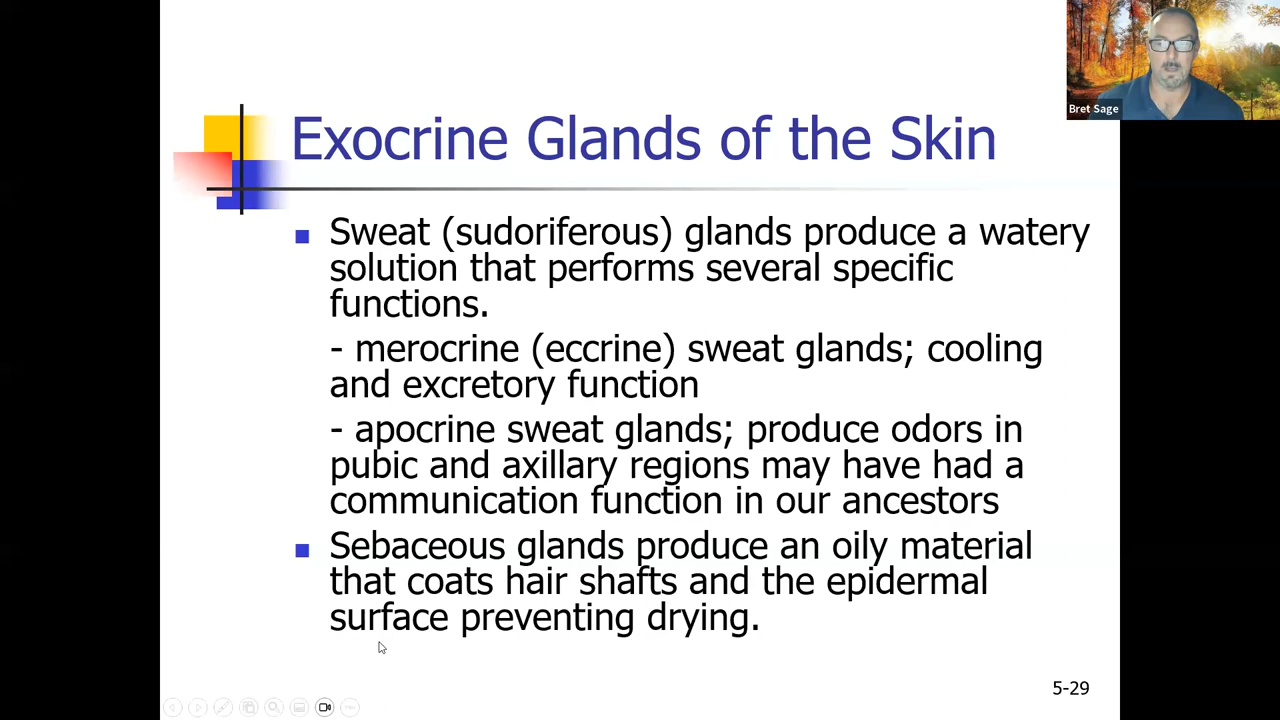 Bret Sage
Exocrine Glands of the Skin
Sweat (sudoriferous) glands produce a watery
solution that performs several specific
functions.
- merocrine (eccrine) sweat glands; cooling
and excretory function
- apocrine sweat glands; produce odors in
pubic and axillary regions may have had a
communication function in our ancestors
Sebaceous glands produce an oily material
that coats hair shafts and the epidermal
surface preventing drying.
5-29